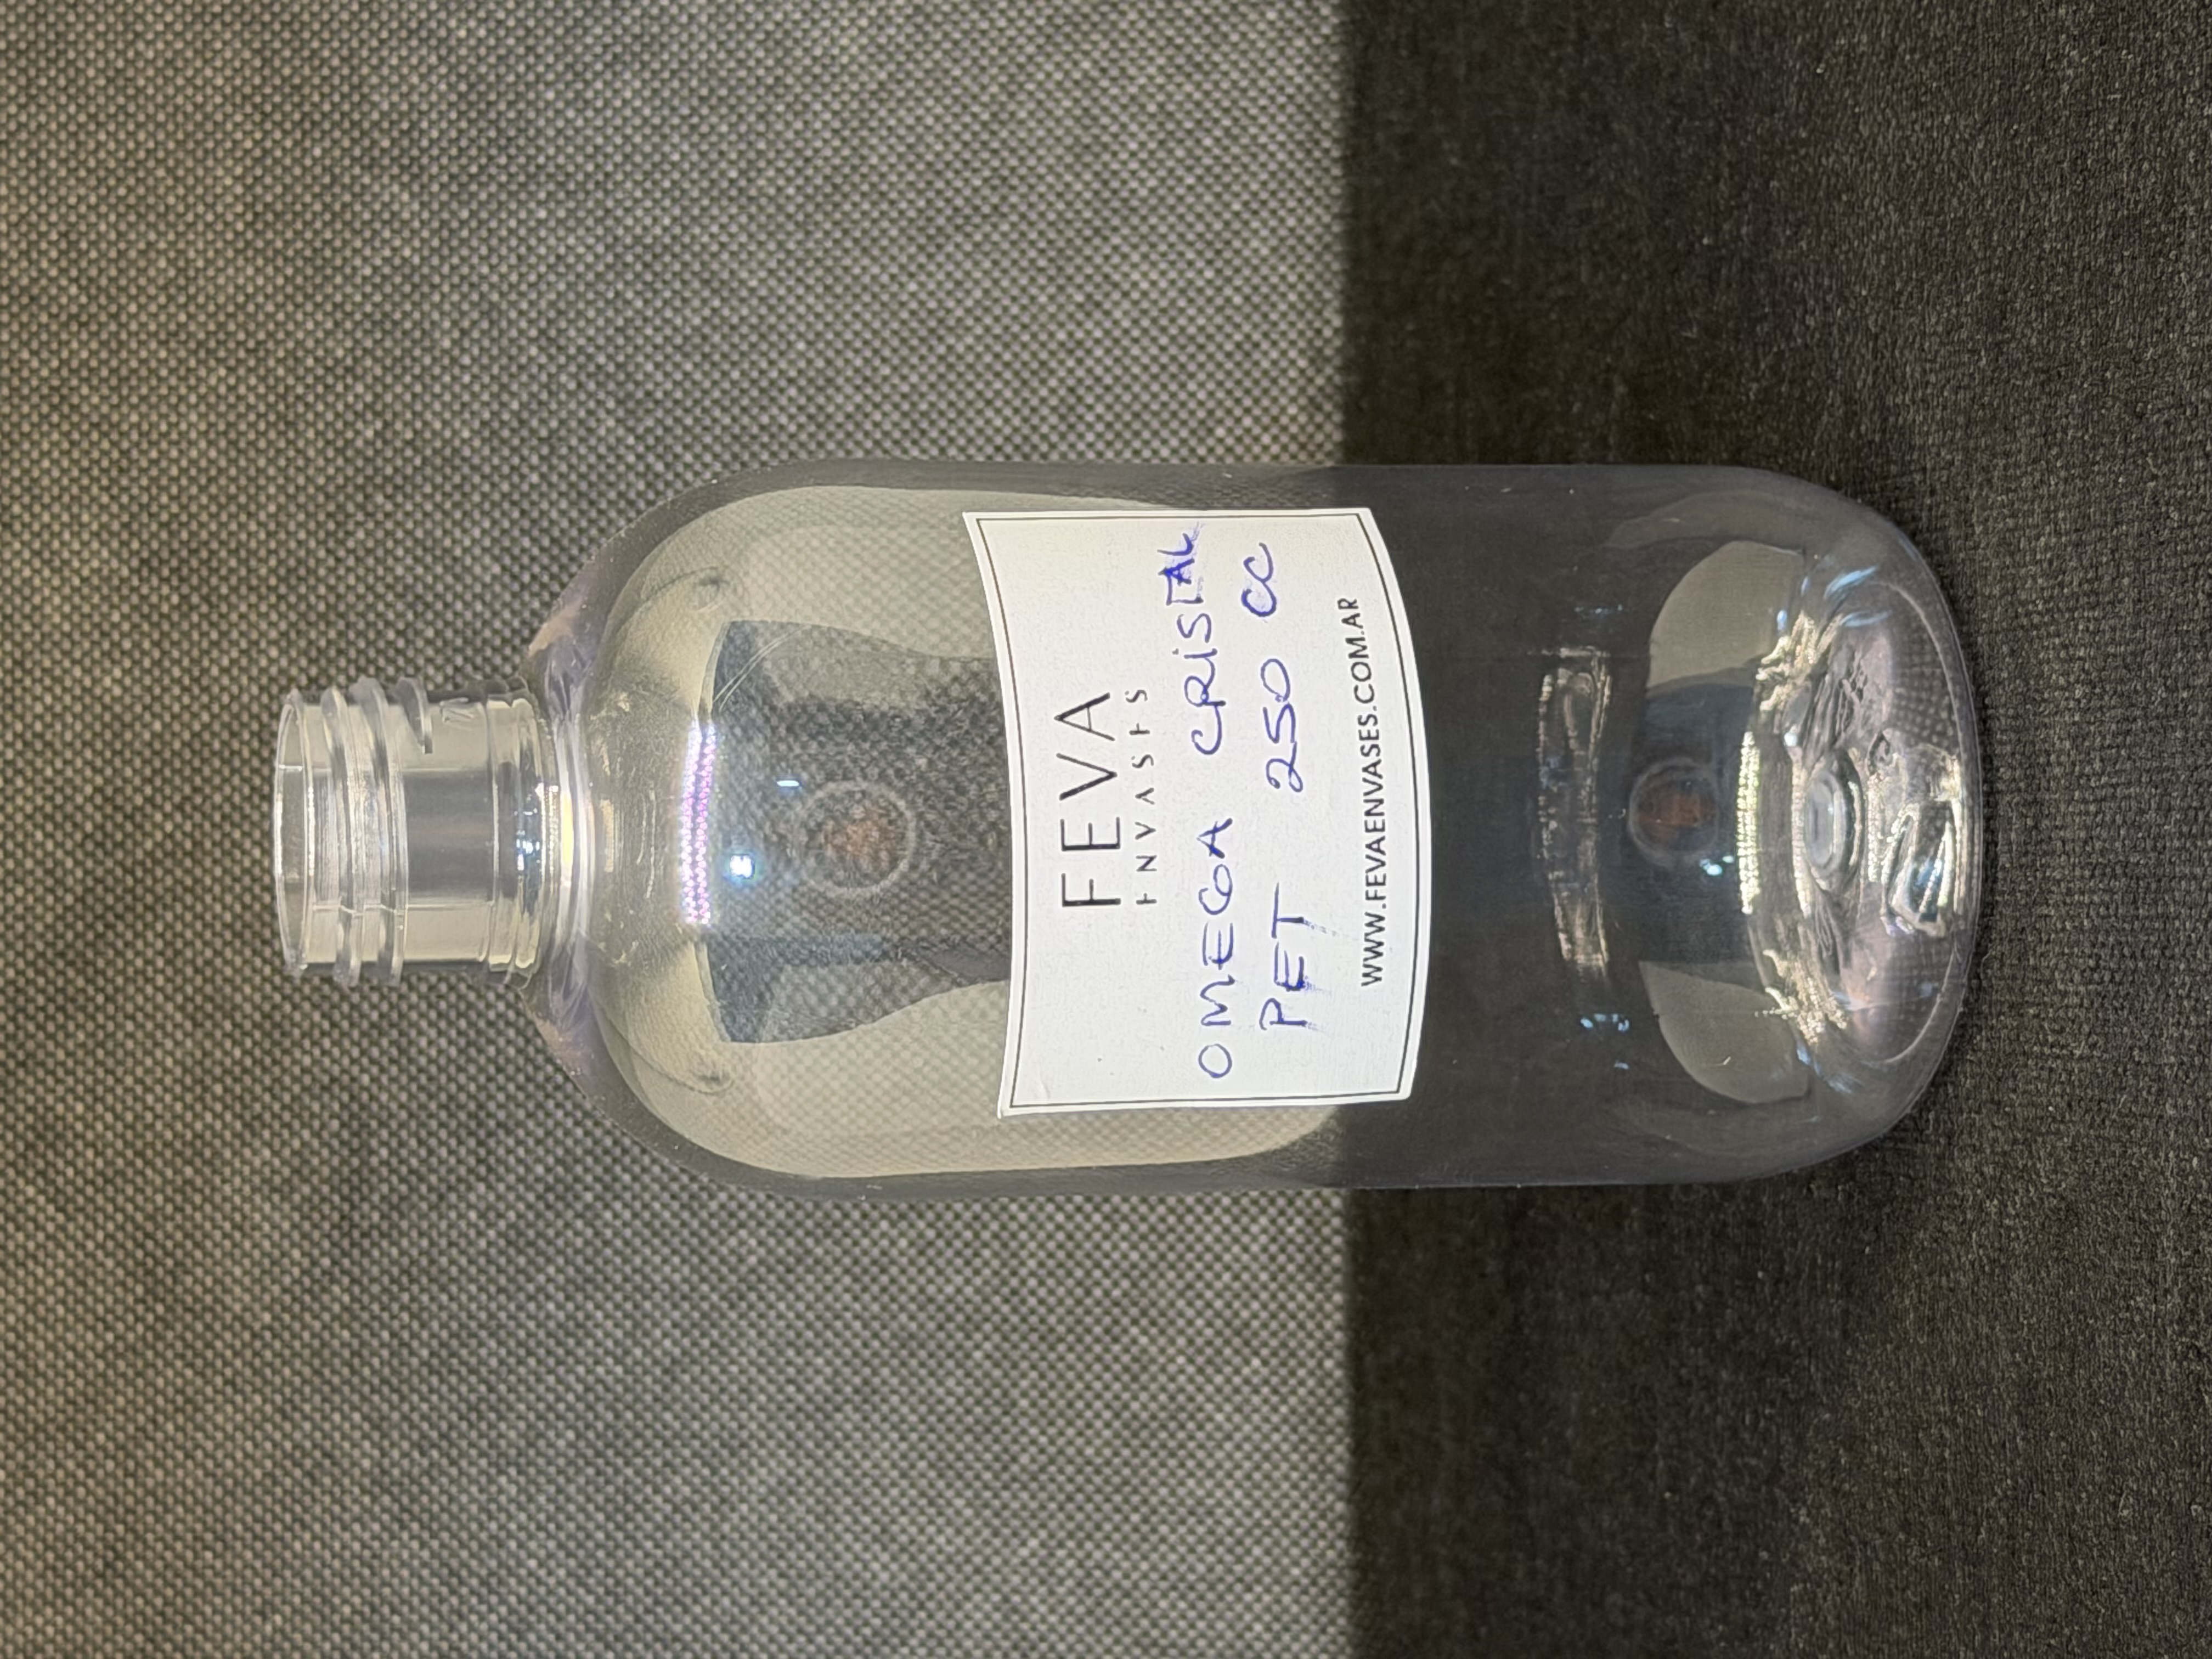 FEVA
ENVASES
OMEGA CRISTAL
PET 250 CC
WWW.FEVAENVASES.COM.AR